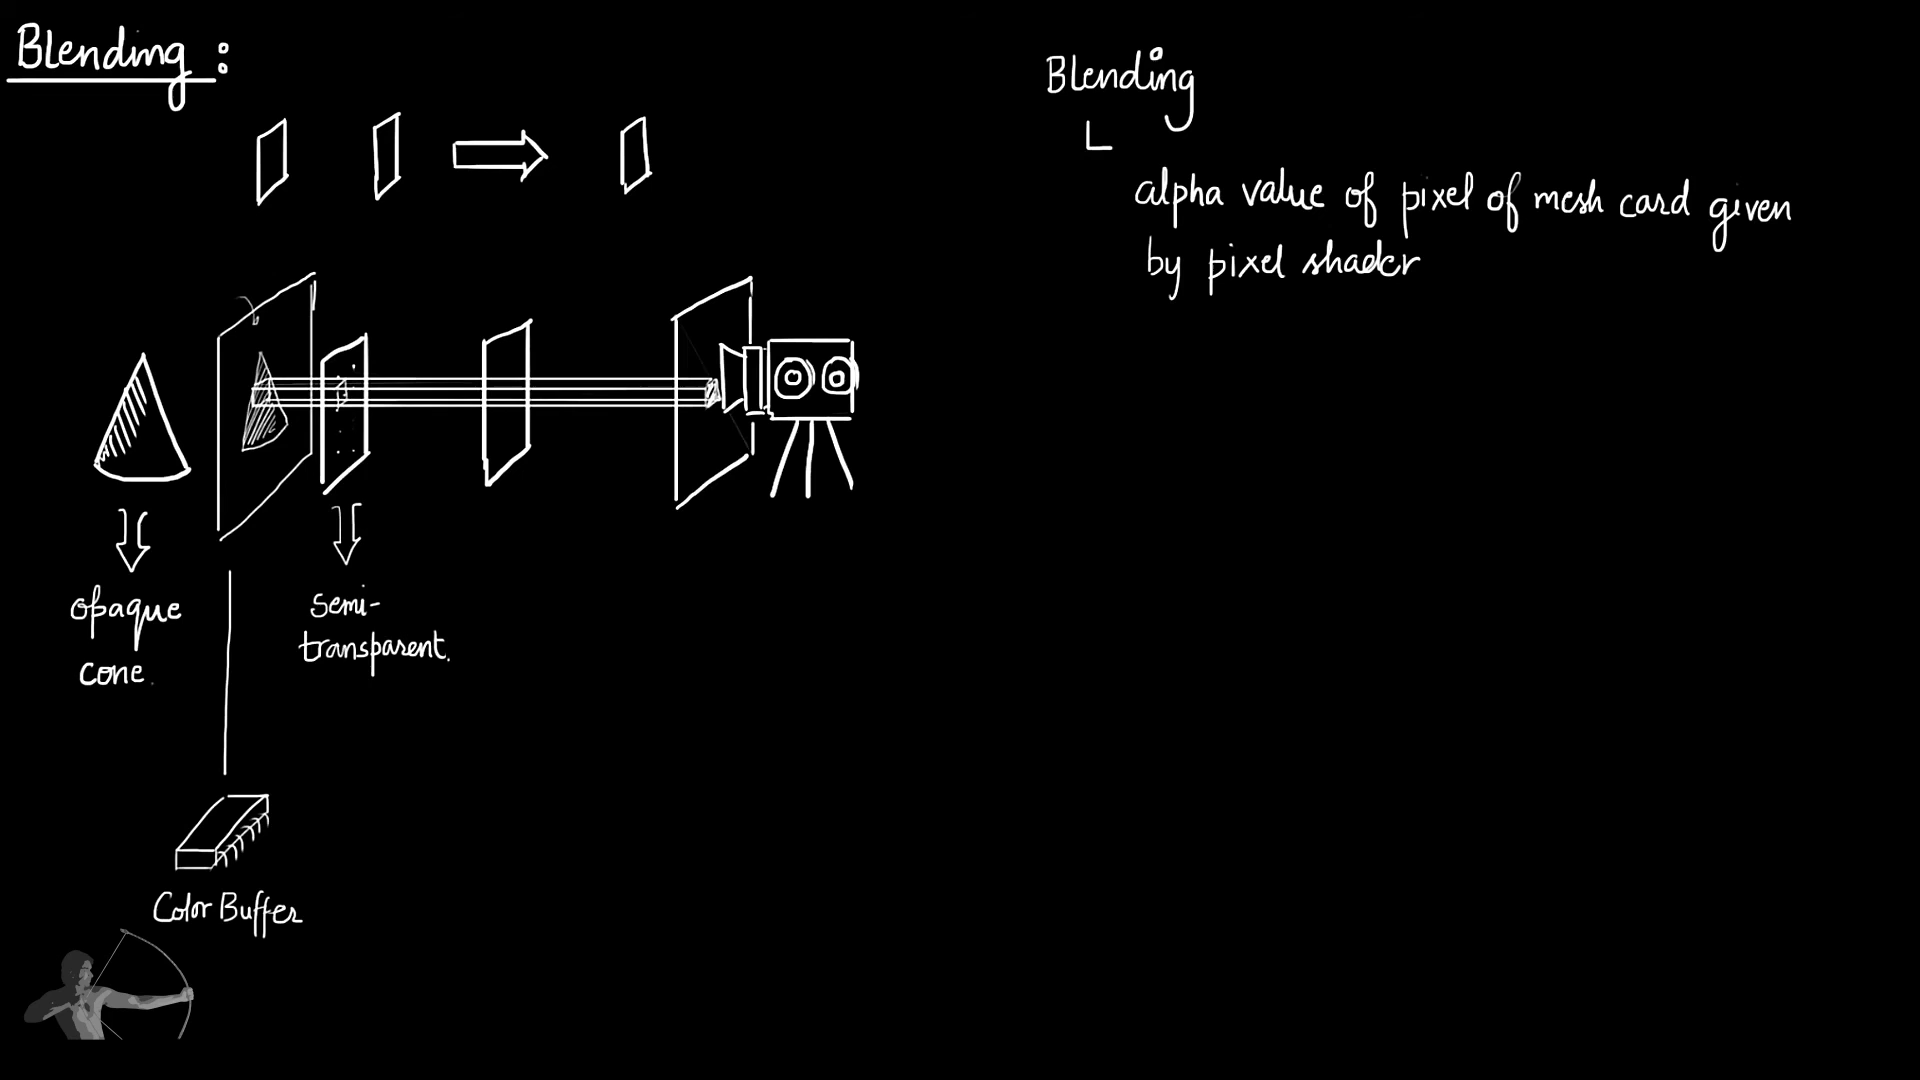 Blending :
Blending
alpha value of pixel of mesh card given
by pixel shader
opaque
cone.
semi-
transparent.
Color Buffer